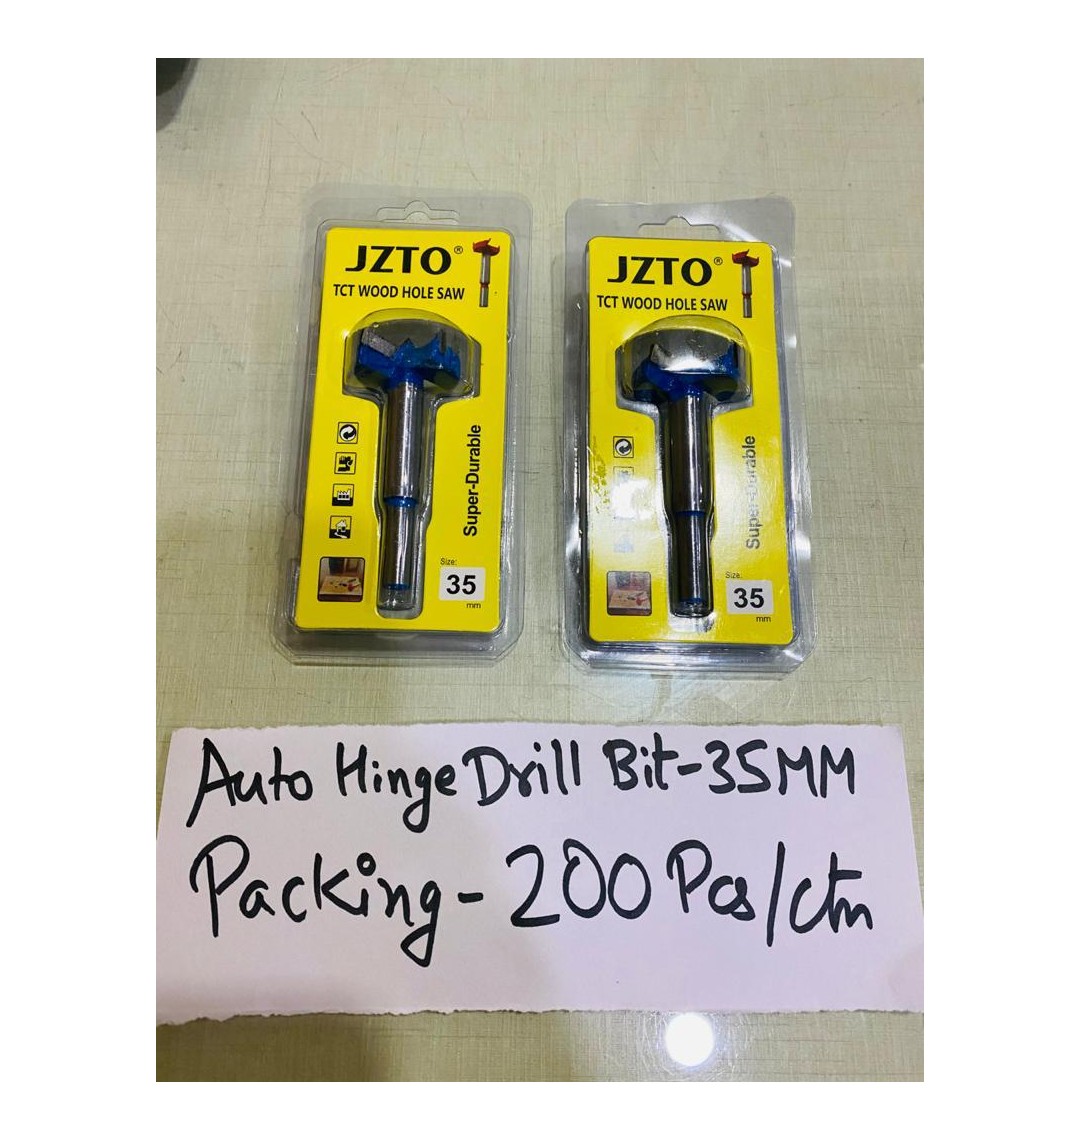 JZTO®
TCT WOOD HOLE SAW
Super-Durable
Size:
35
mm
JZTO®
TCT WOOD HOLE SAW
Super-Durable
Size:
35
mm
Auto Hinge Drill Bit-35MM
Packing - 200 Pcs/ctn